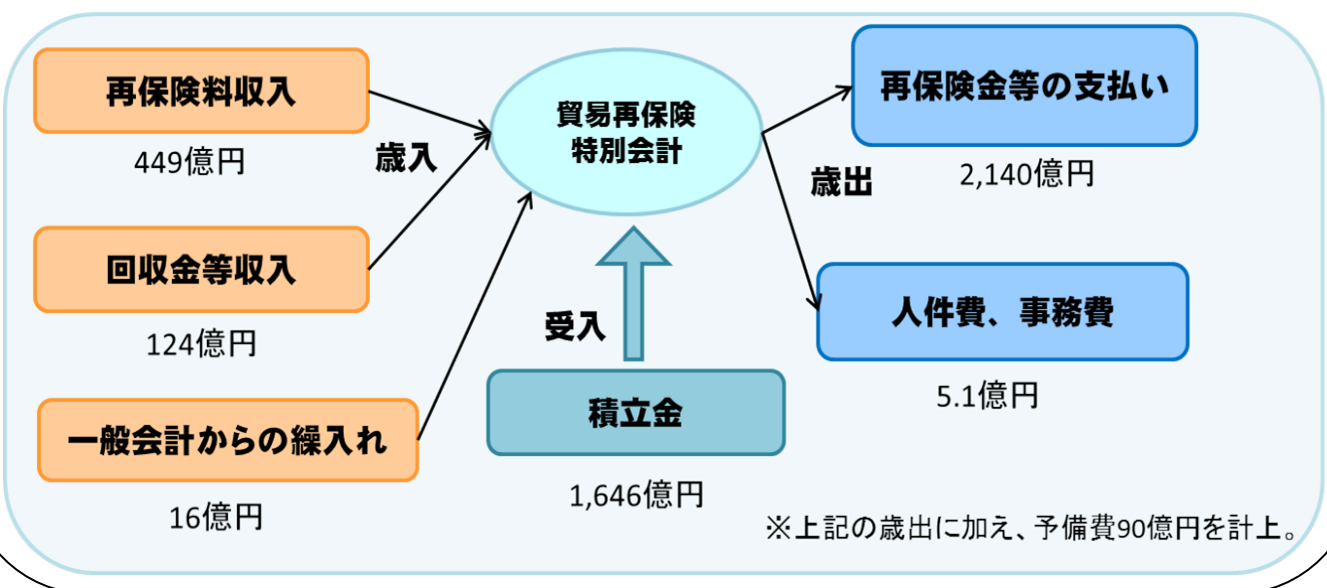 再保険料収入
449億円
回収金等収入
124億円
一般会計からの繰入れ
16億円
歳入
貿易再保険
特別会計
受入
積立金
1,646億円
歳出
再保険金等の支払い
2,140億円
人件費、事務費
5.1億円
※上記の歳出に加え、予備費90億円を計上。